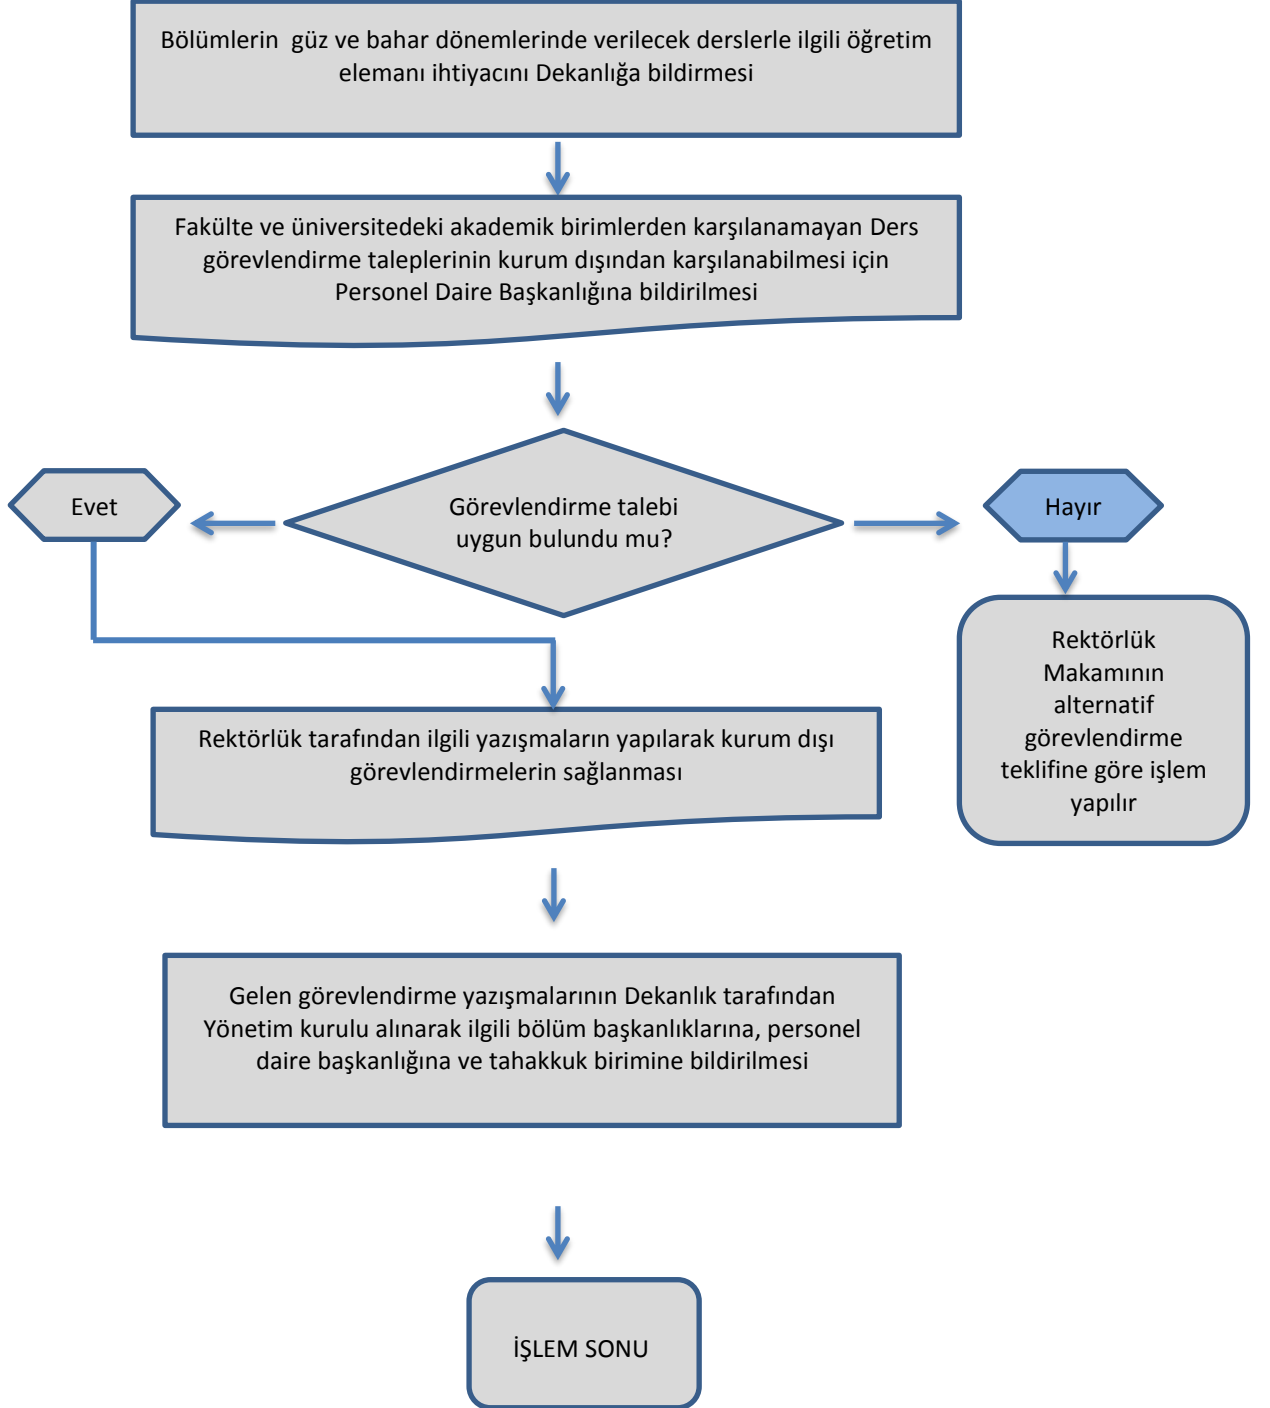 Bölümlerin  güz ve bahar dönemlerinde verilecek derslerle ilgili öğretim
elemanı ihtiyacını Dekanlığa bildirmesi
Fakülte ve üniversitedeki akademik birimlerden karşılanamayan Ders
görevlendirme taleplerinin kurum dışından karşılanabilmesi için
Personel Daire Başkanlığına bildirilmesi
Evet
Görevlendirme talebi
uygun bulundu mu?
Hayır
Rektörlük
Makamının
alternatif
görevlendirme
teklifine göre işlem
yapılır
Rektörlük tarafından ilgili yazışmaların yapılarak kurum dışı
görevlendirmelerin sağlanması
Gelen görevlendirme yazışmalarının Dekanlık tarafından
Yönetim kurulu alınarak ilgili bölüm başkanlıklarına, personel
daire başkanlığına ve tahakkuk birimine bildirilmesi
İŞLEM SONU